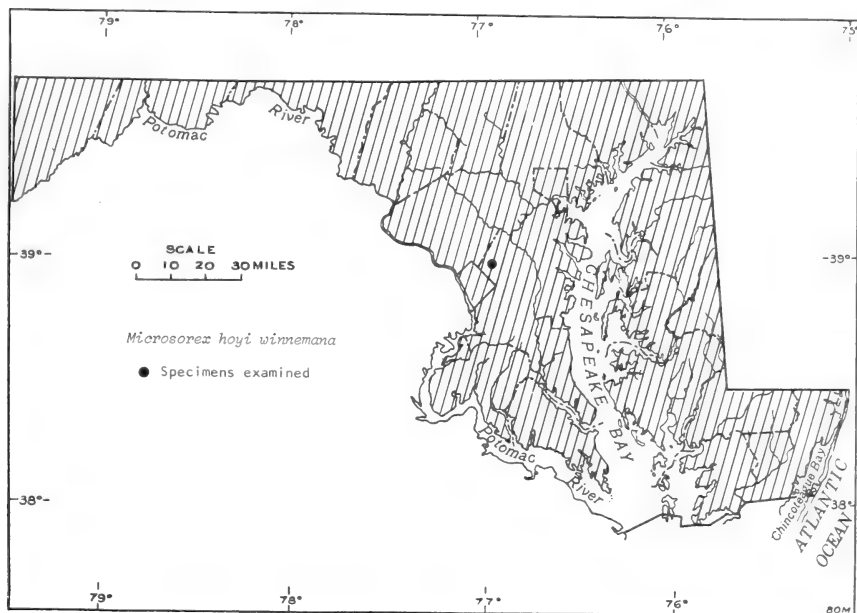 79°
78°
77°
76°
75°
Potomac
River
SCALE
0 10 20 30 MILES
39°
39°
CHESAPEAKE BAY
Microsorex hoyi winnemana
● Specimens examined
Potomac
River
38°
38°
Chincoteague Bay
ATLANTIC
OCEAN
79°
78°
77°
76°
80M